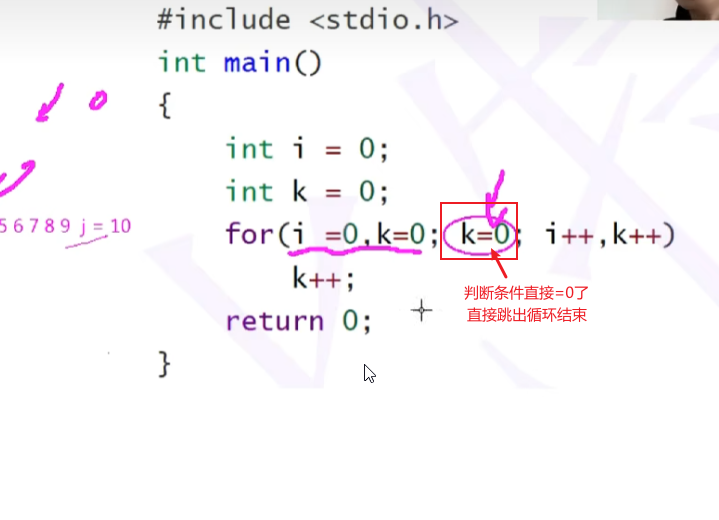 #include <stdio.h>
int main()
0
{
int i = 0;
int k = 0;
5 6 7 8 9 j = 10
for(i =0,k=0; k=0; i++,k++)
k++;
判断条件直接=0了
直接跳出循环结束
return 0;
}